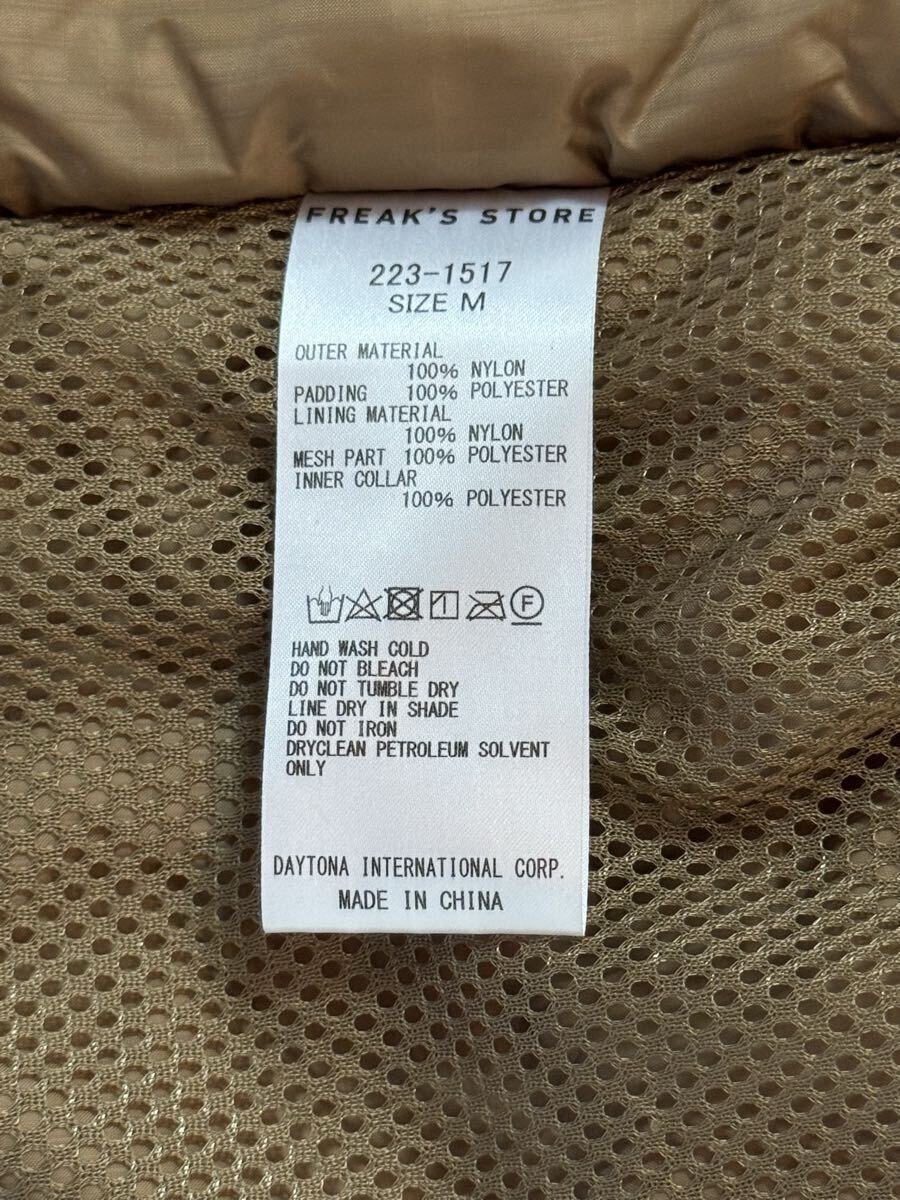 FREAK'S STORE
223-1517
SIZE M
OUTER MATERIAL
100% NYLON
PADDING 100% POLYESTER
LINING MATERIAL
100% NYLON
MESH PART 100% POLYESTER
INNER COLLAR
100% POLYESTER
F
HAND WASH COLD
DO NOT BLEACH
DO NOT TUMBLE DRY
LINE DRY IN SHADE
DO NOT IRON
DRYCLEAN PETROLEUM SOLVENT
ONLY
DAYTONA INTERNATIONAL CORP.
MADE IN CHINA